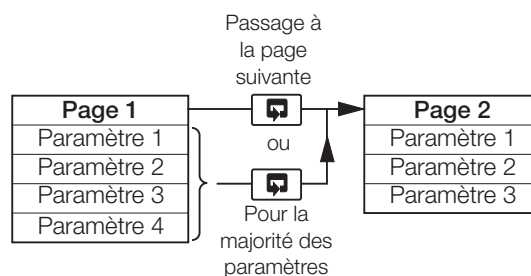 Passage à
la page
suivante
Page 1
Paramètre 1
Paramètre 2
Paramètre 3
Paramètre 4
ou
Pour la
majorité des
paramètres
Page 2
Paramètre 1
Paramètre 2
Paramètre 3